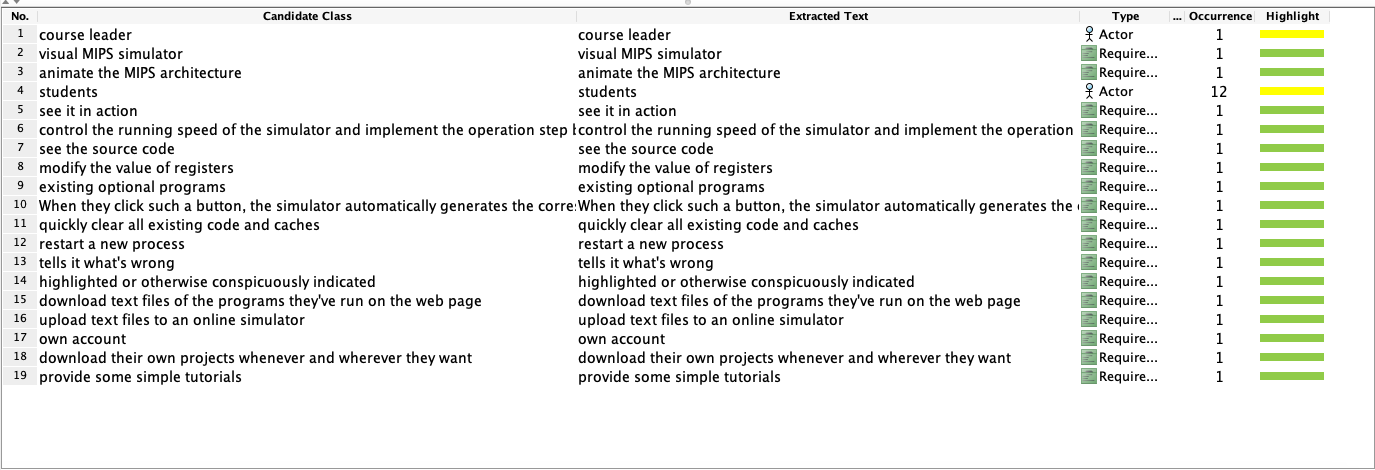 No. Candidate Class Extracted Text Type ... Occurrence Highlight
1 course leader course leader Actor 1
2 visual MIPS simulator visual MIPS simulator Require... 1
3 animate the MIPS architecture animate the MIPS architecture Require... 1
4 students students Actor 12
5 see it in action see it in action Require... 1
6 control the running speed of the simulator and implement the operation step control the running speed of the simulator and implement the operation Require... 1
7 see the source code see the source code Require... 1
8 modify the value of registers modify the value of registers Require... 1
9 existing optional programs existing optional programs Require... 1
10 When they click such a button, the simulator automatically generates the corre When they click such a button, the simulator automatically generates the Require... 1
11 quickly clear all existing code and caches quickly clear all existing code and caches Require... 1
12 restart a new process restart a new process Require... 1
13 tells it what's wrong tells it what's wrong Require... 1
14 highlighted or otherwise conspicuously indicated highlighted or otherwise conspicuously indicated Require... 1
15 download text files of the programs they've run on the web page download text files of the programs they've run on the web page Require... 1
16 upload text files to an online simulator upload text files to an online simulator Require... 1
17 own account own account Require... 1
18 download their own projects whenever and wherever they want download their own projects whenever and wherever they want Require... 1
19 provide some simple tutorials provide some simple tutorials Require... 1